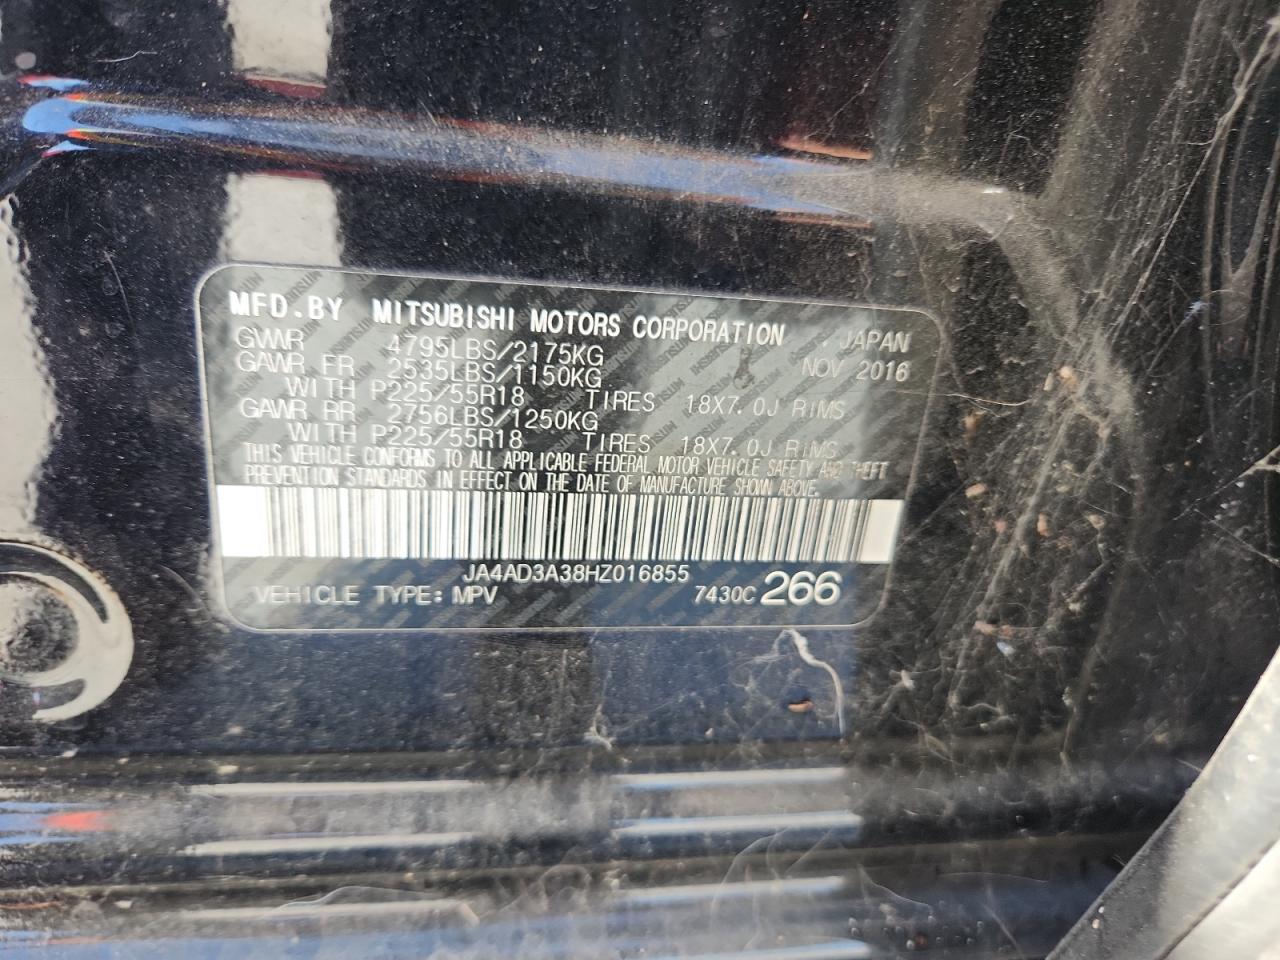 MFD.BY MITSUBISHI MOTORS CORPORATION , JAPAN
GVWR 4795LBS/2175KG NOV 2016
GAWR FR 2535LBS/1150KG
WITH P225/55R18 TIRES 18X7.0J RIMS
GAWR RR 2756LBS/1250KG
WITH P225/55R18 TIRES 18X7.0J RIMS
THIS VEHICLE CONFORMS TO ALL APPLICABLE FEDERAL MOTOR VEHICLE SAFETY AND THEFT
PREVENTION STANDARDS IN EFFECT ON THE DATE OF MANUFACTURE SHOWN ABOVE.
JA4AD3A38HZ016855
VEHICLE TYPE: MPV 7430C 266